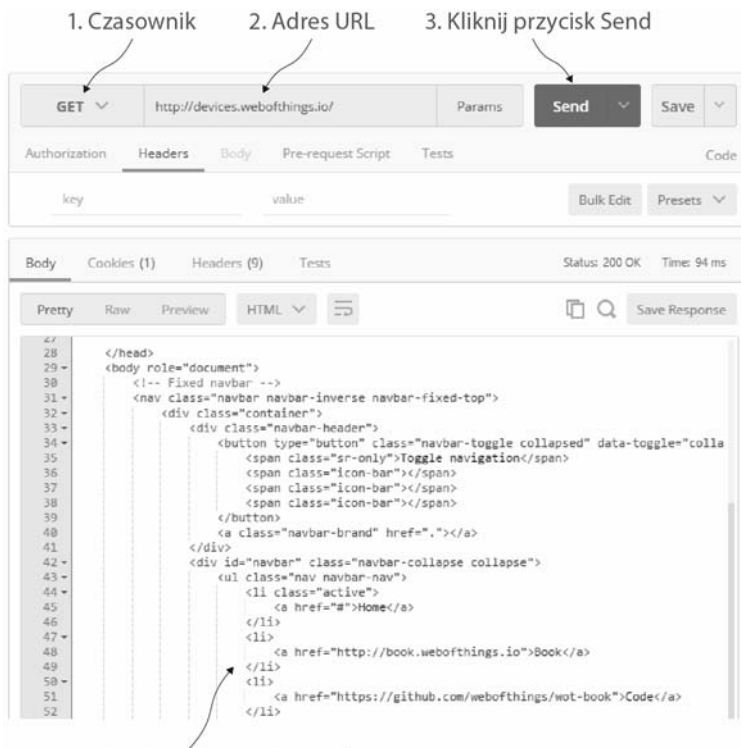 1. Czasownik 2. Adres URL 3. Kliknij przycisk Send
GET http://devices.webofthings.io/ Params Send Save
Authorization Headers Body Pre-request Script Tests Code
key value Bulk Edit Presets
Body Cookies (1) Headers (9) Tests Status: 200 OK Time: 94 ms
Pretty Raw Preview HTML Save Response
27
28 </head>
29 <body role="document">
30 <!-- Fixed navbar -->
31 <nav class="navbar navbar-inverse navbar-fixed-top">
32 <div class="container">
33 <div class="navbar-header">
34 <button type="button" class="navbar-toggle collapsed" data-toggle="colla
35 <span class="sr-only">Toggle navigation</span>
36 <span class="icon-bar"></span>
37 <span class="icon-bar"></span>
38 <span class="icon-bar"></span>
39 </button>
40 <a class="navbar-brand" href="."></a>
41 </div>
42 <div id="navbar" class="navbar-collapse collapse">
43 <ul class="nav navbar-nav">
44 <li class="active">
45 <a href="#">Home</a>
46 </li>
47 <li>
48 <a href="http://book.webofthings.io">Book</a>
49 </li>
50 <li>
51 <a href="https://github.com/webofthings/wot-book">Code</a>
52 </li>